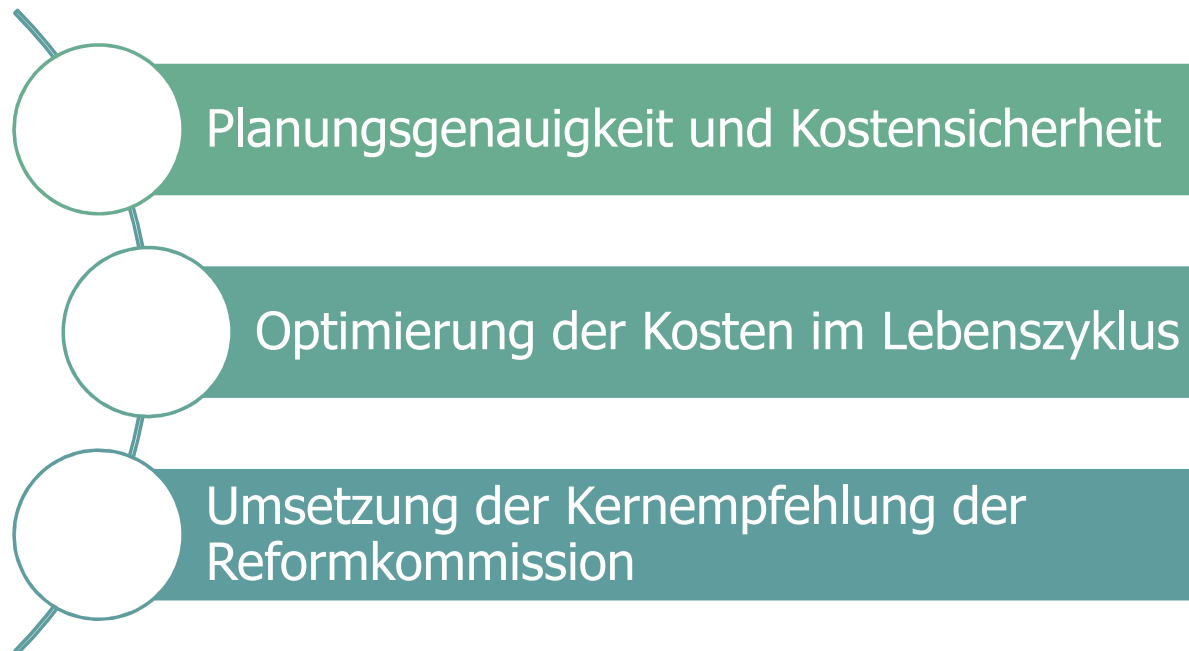 Planungsgenauigkeit und Kostensicherheit
Optimierung der Kosten im Lebenszyklus
Umsetzung der Kernempfehlung der
Reformkommission